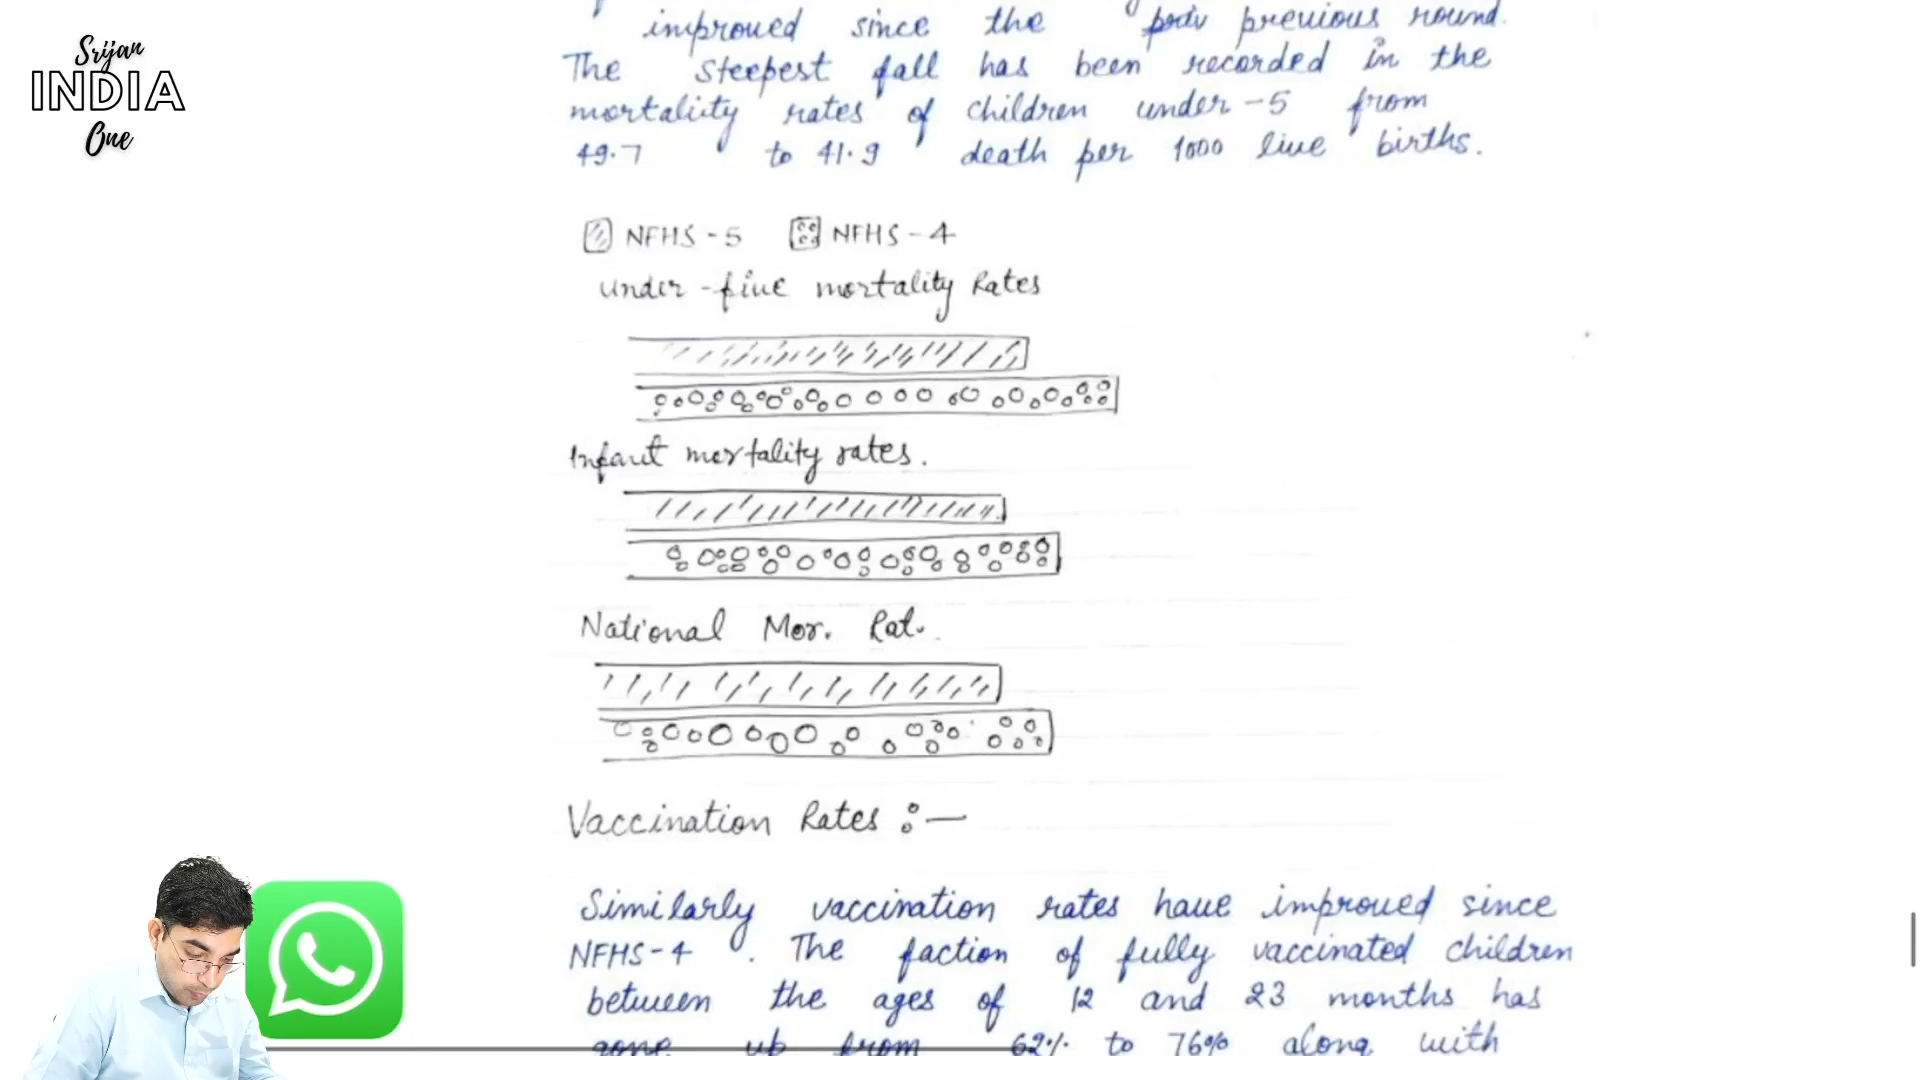 Srijan
INDIA
One
improved since the previous round.
The steepest fall has been recorded in the
mortality rates of children under-5 from
49.7 to 41.9 death per 1000 live births.
NFHS-5 NFHS-4
Under-five mortality Rates
Infant mortality rates.
National Mor. Rat.
Vaccination Rates :—
Similarly vaccination rates have improved since
NFHS-4. The faction of fully vaccinated children
between the ages of 12 and 23 months has
gone up from 62% to 76% along with